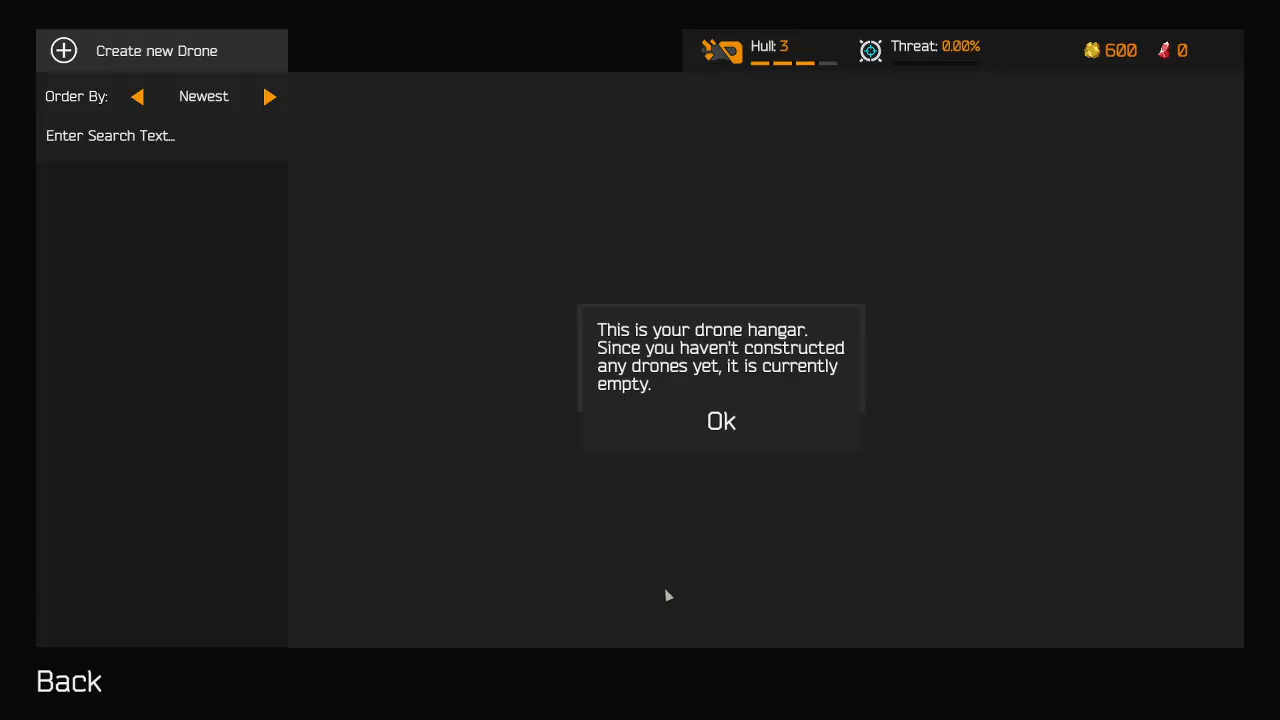 Create new Drone
Hull: 3
Threat: 0.00%
600
0
Order By:
Newest
Enter Search Text...
This is your drone hangar.
Since you haven't constructed
any drones yet, it is currently
empty.
Ok
Back